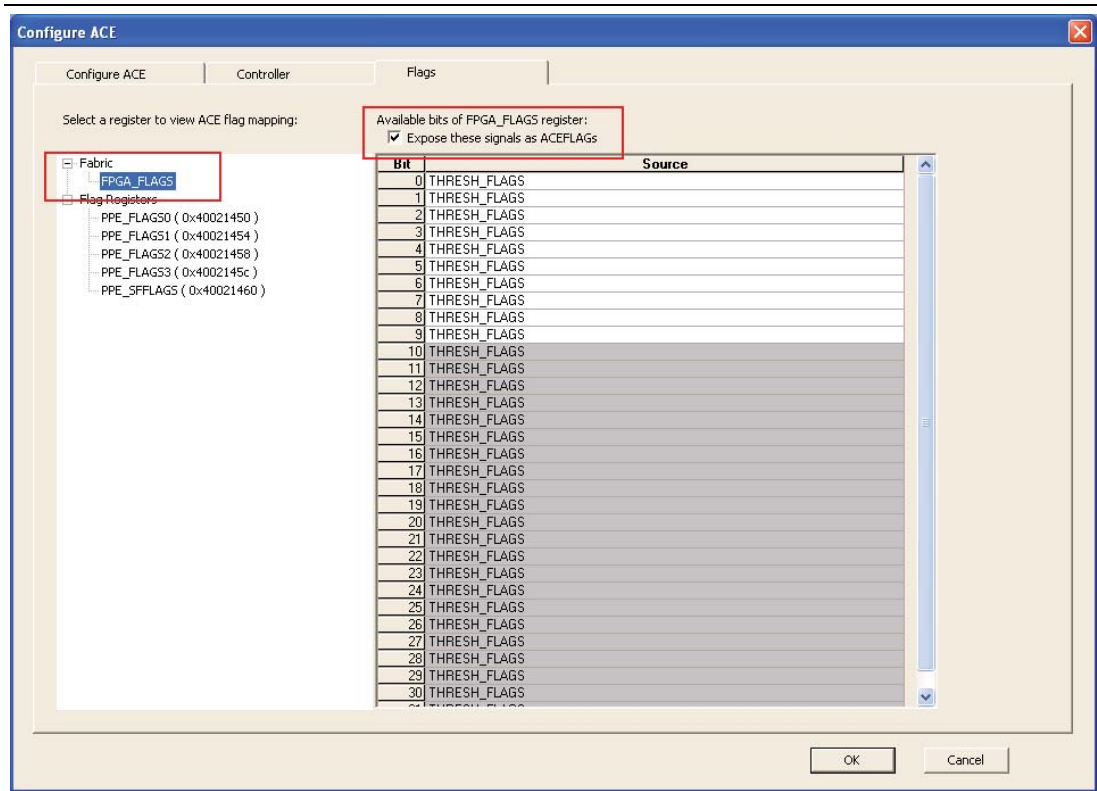 Configure ACE
Configure ACE Controller Flags
Select a register to view ACE flag mapping:
Fabric
FPGA_FLAGS
Flag Registers
PPE_FLAGS0 ( 0x40021450 )
PPE_FLAGS1 ( 0x40021454 )
PPE_FLAGS2 ( 0x40021458 )
PPE_FLAGS3 ( 0x4002145c )
PPE_SFFLAGS ( 0x40021460 )
Available bits of FPGA_FLAGS register:
Expose these signals as ACEFLAGs
Bit Source
0 THRESH_FLAGS
1 THRESH_FLAGS
2 THRESH_FLAGS
3 THRESH_FLAGS
4 THRESH_FLAGS
5 THRESH_FLAGS
6 THRESH_FLAGS
7 THRESH_FLAGS
8 THRESH_FLAGS
9 THRESH_FLAGS
10 THRESH_FLAGS
11 THRESH_FLAGS
12 THRESH_FLAGS
13 THRESH_FLAGS
14 THRESH_FLAGS
15 THRESH_FLAGS
16 THRESH_FLAGS
17 THRESH_FLAGS
18 THRESH_FLAGS
19 THRESH_FLAGS
20 THRESH_FLAGS
21 THRESH_FLAGS
22 THRESH_FLAGS
23 THRESH_FLAGS
24 THRESH_FLAGS
25 THRESH_FLAGS
26 THRESH_FLAGS
27 THRESH_FLAGS
28 THRESH_FLAGS
29 THRESH_FLAGS
30 THRESH_FLAGS
OK Cancel